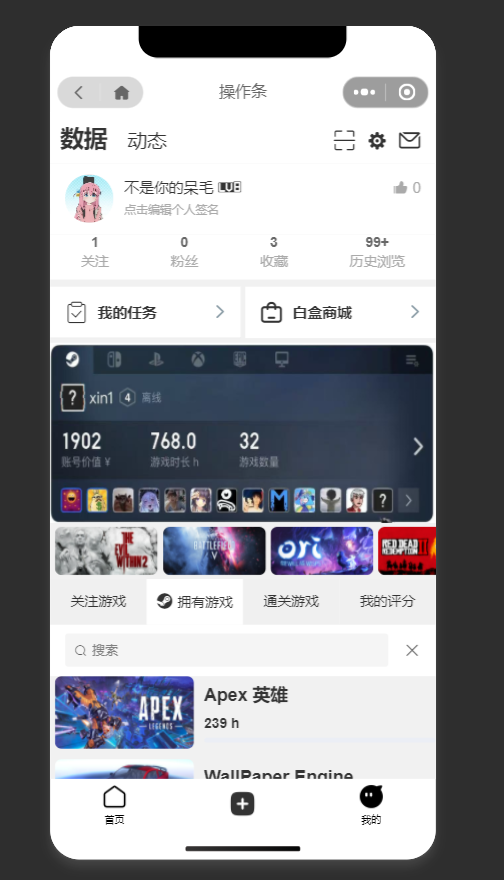 操作条
数据 动态
不是你的呆毛
点击编辑个人签名
0
1 0 3 99+
关注 粉丝 收藏 历史浏览
我的任务 白盒商城
? xin1 4 离线
1902 768.0 32
账号价值 ¥ 游戏时长 h 游戏数量
?
THE EVIL WITHIN 2 BATTLEFIELD V ori RED DEAD REDEMPTION II
关注游戏 拥有游戏 通关游戏 我的评分
搜索
APEX LEGENDS
Apex 英雄
239 h
WallPaper Engine
首页 我的